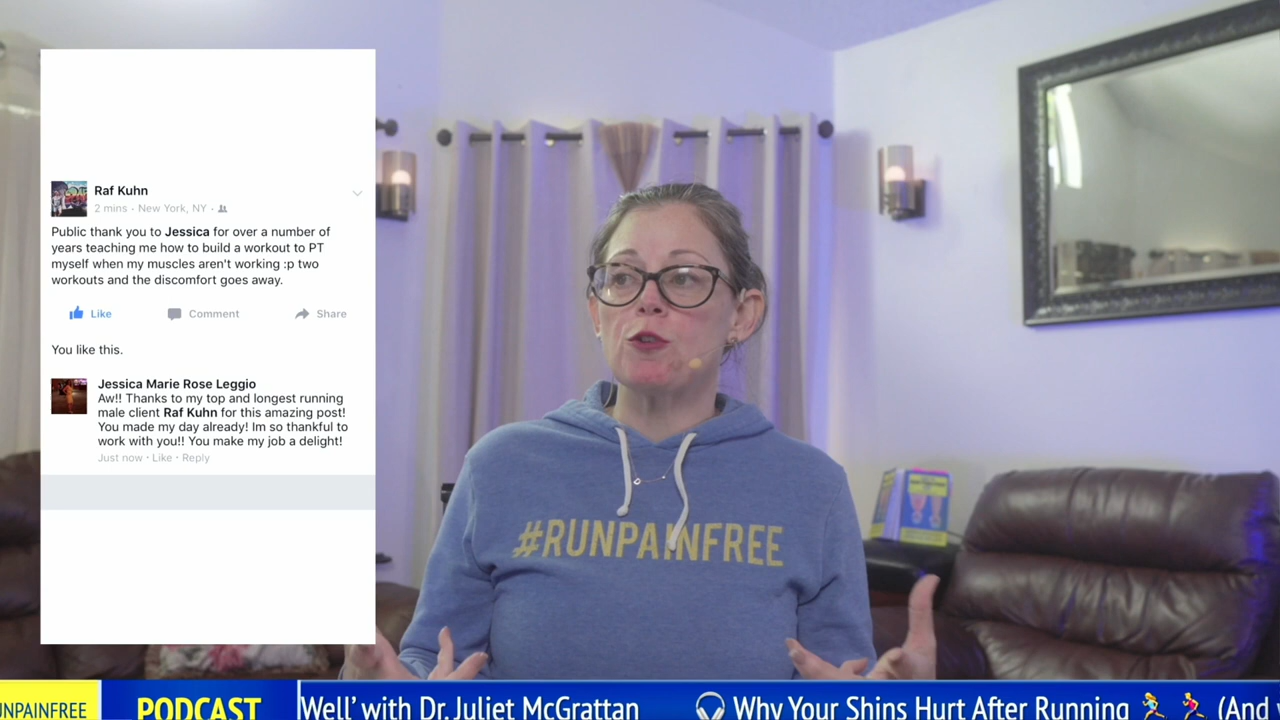 Raf Kuhn
2 mins · New York, NY ·
Public thank you to Jessica for over a number of
years teaching me how to build a workout to PT
myself when my muscles aren't working :p two
workouts and the discomfort goes away.
Like Comment Share
You like this.
Jessica Marie Rose Leggio
Aw!! Thanks to my top and longest running
male client Raf Kuhn for this amazing post!
You made my day already! Im so thankful to
work with you!! You make my job a delight!
Just now · Like · Reply
#RUNPAINFREE
UNPAINFREE PODCAST Well’ with Dr. Juliet McGrattan 🎧 Why Your Shins Hurt After Running 🏃‍♂️ 🏃‍♀️ (And